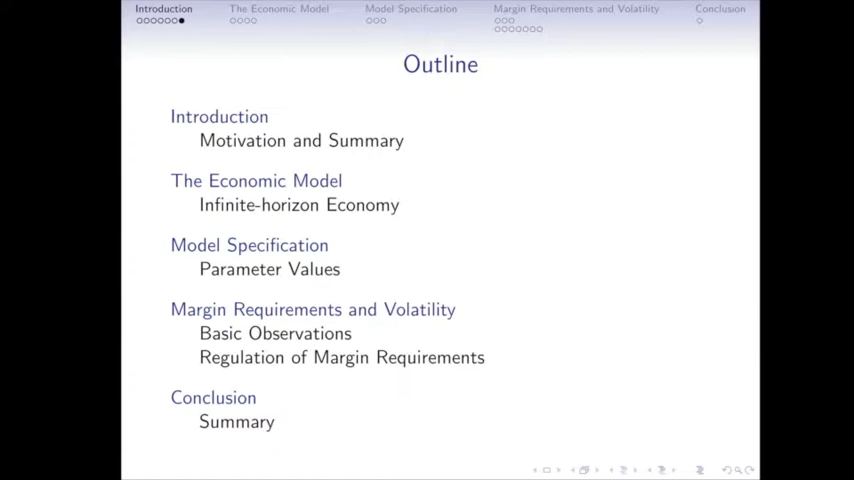 Introduction The Economic Model Model Specification Margin Requirements and Volatility Conclusion
Outline
Introduction
Motivation and Summary
The Economic Model
Infinite-horizon Economy
Model Specification
Parameter Values
Margin Requirements and Volatility
Basic Observations
Regulation of Margin Requirements
Conclusion
Summary